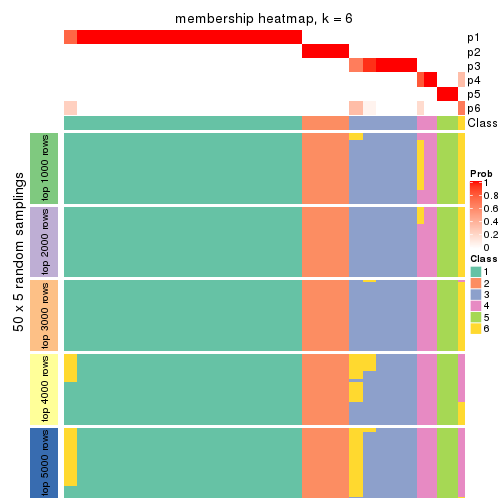 membership heatmap, k = 6
p1
p2
p3
p4
p5
p6
Class
50 x 5 random samplings
top 1000 rows
top 2000 rows
top 3000 rows
top 4000 rows
top 5000 rows
Prob
1
0.8
0.6
0.4
0.2
0
Class
1
2
3
4
5
6